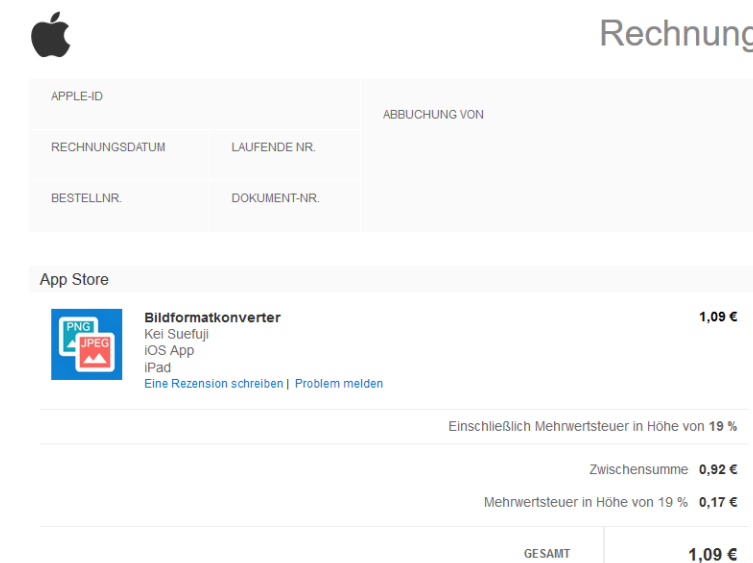 Rechnung
APPLE-ID
ABBUCHUNG VON
RECHNUNGSDATUM LAUFENDE NR.
BESTELLNR. DOKUMENT-NR.
App Store
PNG
JPEG
Bildformatkonverter 1,09 €
Kei Suefuji
iOS App
iPad
Eine Rezension schreiben | Problem melden
Einschließlich Mehrwertsteuer in Höhe von 19 %
Zwischensumme 0,92 €
Mehrwertsteuer in Höhe von 19 % 0,17 €
GESAMT 1,09 €